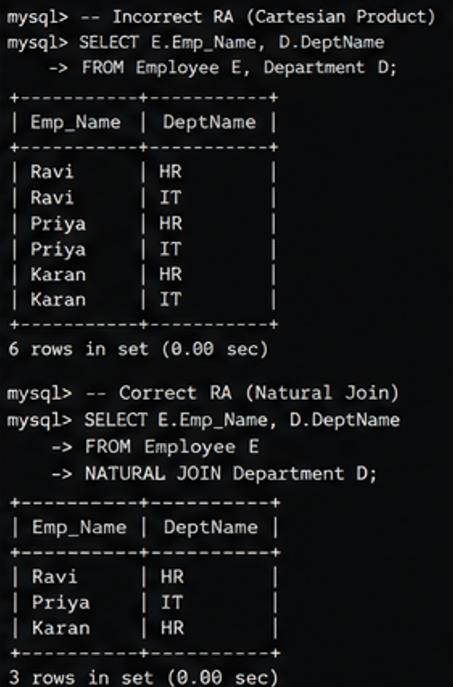 mysql> -- Incorrect RA (Cartesian Product)
mysql> SELECT E.Emp_Name, D.DeptName
    -> FROM Employee E, Department D;
+-----------+-----------+
| Emp_Name  | DeptName |
+-----------+-----------+
| Ravi      | HR        |
| Ravi      | IT        |
| Priya     | HR        |
| Priya     | IT        |
| Karan     | HR        |
| Karan     | IT        |
+-----------+-----------+
6 rows in set (0.00 sec)
mysql> -- Correct RA (Natural Join)
mysql> SELECT E.Emp_Name, D.DeptName
    -> FROM Employee E
    -> NATURAL JOIN Department D;
+-----------+-----------+
| Emp_Name  | DeptName |
+-----------+-----------+
| Ravi      | HR        |
| Priya     | IT        |
| Karan     | HR        |
+-----------+-----------+
3 rows in set (0.00 sec)